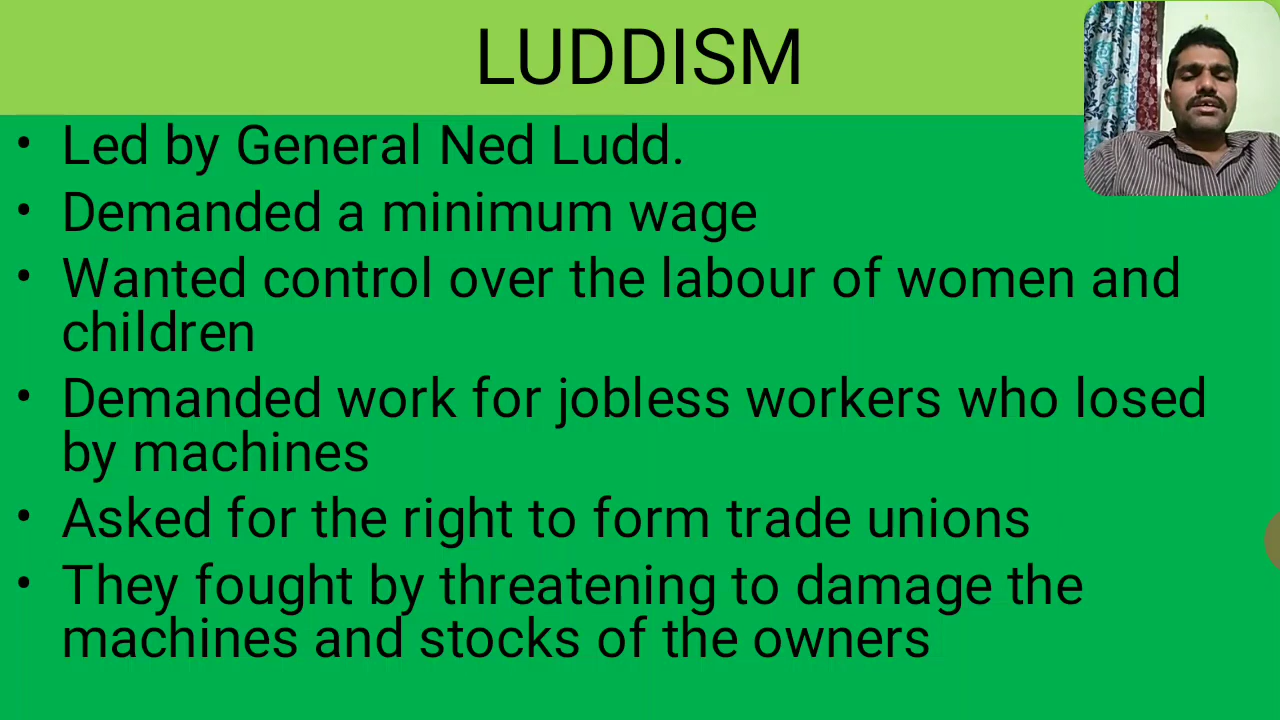 LUDDISM
• Led by General Ned Ludd.
• Demanded a minimum wage
• Wanted control over the labour of women and
children
• Demanded work for jobless workers who losed
by machines
• Asked for the right to form trade unions
• They fought by threatening to damage the
machines and stocks of the owners